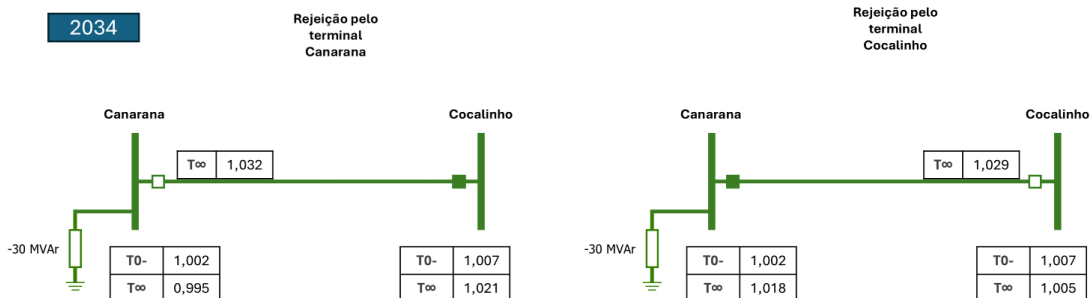 2034
Rejeição pelo
terminal
Canarana
Canarana
Cocalinho
T∞ 1,032
-30 MVAr
T0- 1,002
T∞ 0,995
T0- 1,007
T∞ 1,021
Rejeição pelo
terminal
Cocalinho
Canarana
Cocalinho
T∞ 1,029
-30 MVAr
T0- 1,002
T∞ 1,018
T0- 1,007
T∞ 1,005